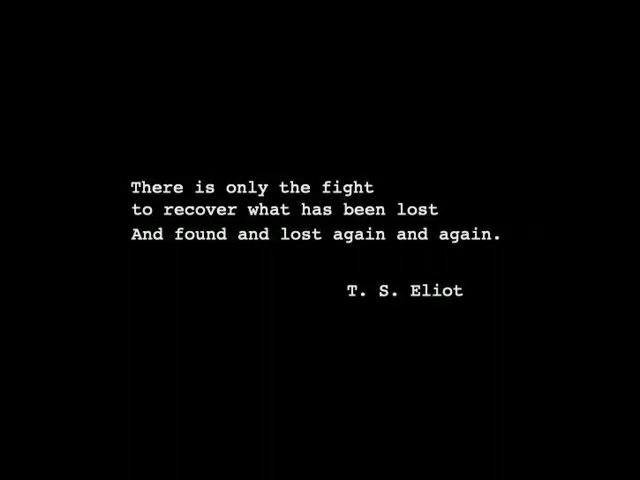 There is only the fight
to recover what has been lost
And found and lost again and again.
T. S. Eliot